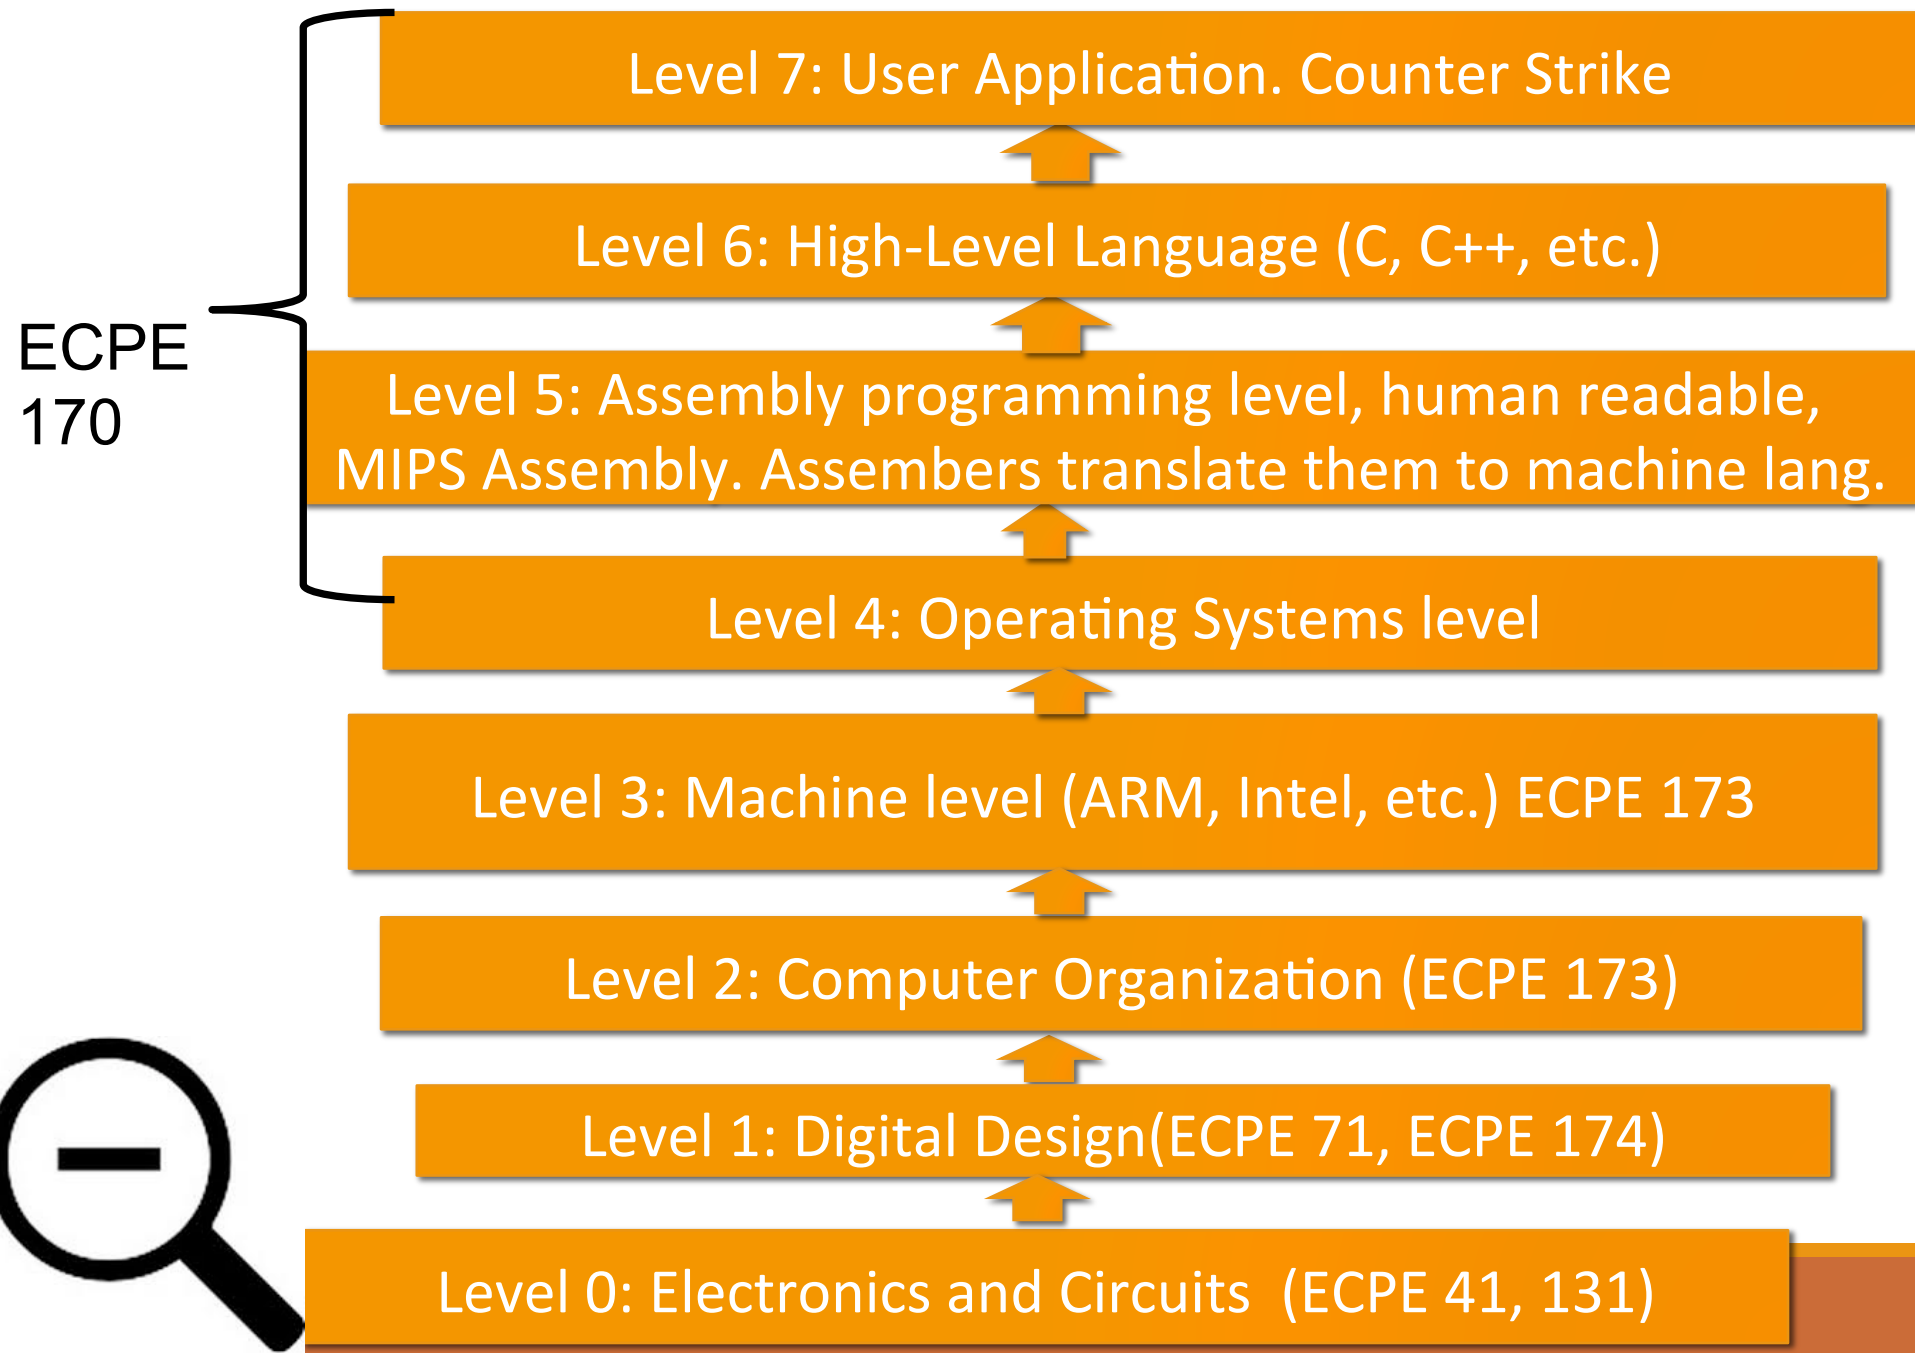 Level 7: User Application. Counter Strike
Level 6: High-Level Language (C, C++, etc.)
ECPE
170
Level 5: Assembly programming level, human readable,
MIPS Assembly. Assembers translate them to machine lang.
Level 4: Operating Systems level
Level 3: Machine level (ARM, Intel, etc.) ECPE 173
Level 2: Computer Organization (ECPE 173)
Level 1: Digital Design(ECPE 71, ECPE 174)
Level 0: Electronics and Circuits  (ECPE 41, 131)